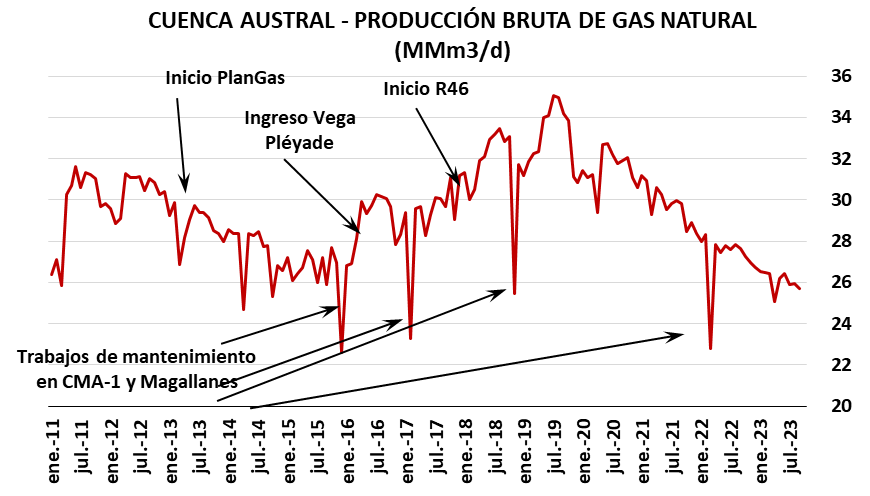 CUENCA AUSTRAL - PRODUCCIÓN BRUTA DE GAS NATURAL
(MMm3/d)
Inicio PlanGas
Ingreso Vega
Pléyade
Inicio R46
Trabajos de mantenimiento
en CMA-1 y Magallanes
36
34
32
30
28
26
24
22
20
ene.-11
jul.-11
ene.-12
jul.-12
ene.-13
jul.-13
ene.-14
jul.-14
ene.-15
jul.-15
ene.-16
jul.-16
ene.-17
jul.-17
ene.-18
jul.-18
ene.-19
jul.-19
ene.-20
jul.-20
ene.-21
jul.-21
ene.-22
jul.-22
ene.-23
jul.-23